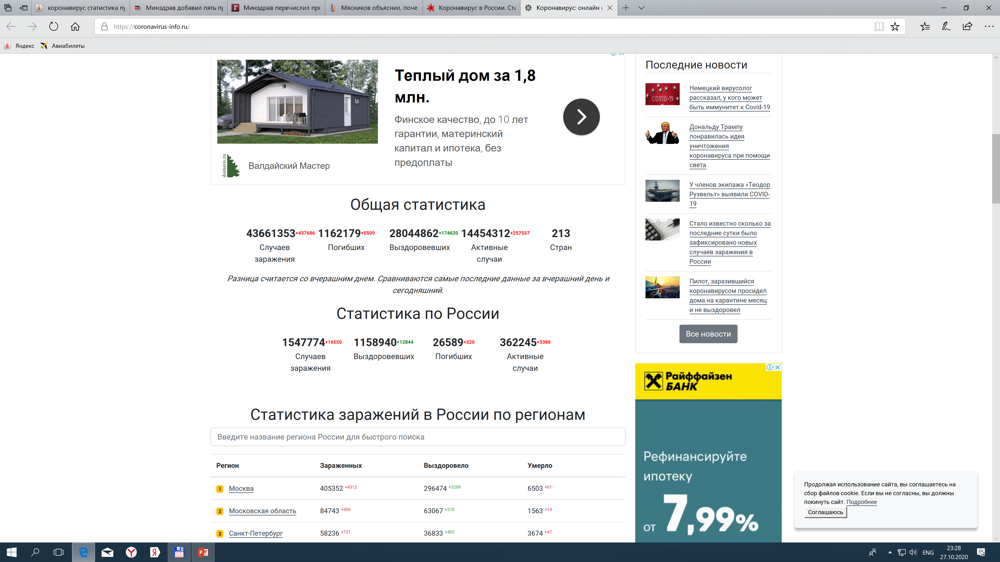 коронавирус статистика пу
Минздрав добавил пять п
Минздрав перечислил про
Мясников объяснил, поче
Коронавирус в России. Ста
Коронавирус: онлайн
https://coronavirus-info.ru/
Яндекс
Авиабилеты
Теплый дом за 1,8
млн.
Финское качество, до 10 лет
гарантии, материнский
капитал и ипотека, без
предоплаты
domavn.ru
Валдайский Мастер
Общая статистика
43661353+437686 1162179+5509 28044862+174620 14454312+257557 213
Случаев Погибших Выздоровевших Активные Стран
заражения случаи
Разница считается со вчерашним днем. Сравниваются самые последние данные за вчерашний день и
сегодняшний.
Статистика по России
1547774+16550 1158940+12844 26589+320 362245+3386
Случаев Выздоровевших Погибших Активные
заражения случаи
Статистика заражений в России по регионам
Введите название региона России для быстрого поиска
Регион Зараженных Выздоровело Умерло
1 Москва 405352 +4312 296474 +3269 6503 +61
2 Московская область 84743 +496 63067 +370 1563 +14
3 Санкт-Петербург 58236 +721 36833 +403 3674 +47
Последние новости
COVID-19
Немецкий вирусолог
рассказал, у кого может
быть иммунитет к Covid-19
Дональду Трампу
понравилась идея
уничтожения
коронавируса при помощи
света
У членов экипажа «Теодор
Рузвельт» выявили COVID-
19
Стало известно сколько за
последние сутки было
зафиксировано новых
случаев заражения в
России
Пилот, заразившийся
коронавирусом просидел
дома на карантине месяц
и не выздоровел
Все новости
Райффайзен
БАНК
Рефинансируйте
ипотеку
от 7,99%
Продолжая использование сайта, вы соглашаетесь на
сбор файлов cookie. Если вы не согласны, вы должны
покинуть сайт. Подробнее
Соглашаюсь
ENG
23:28
27.10.2020